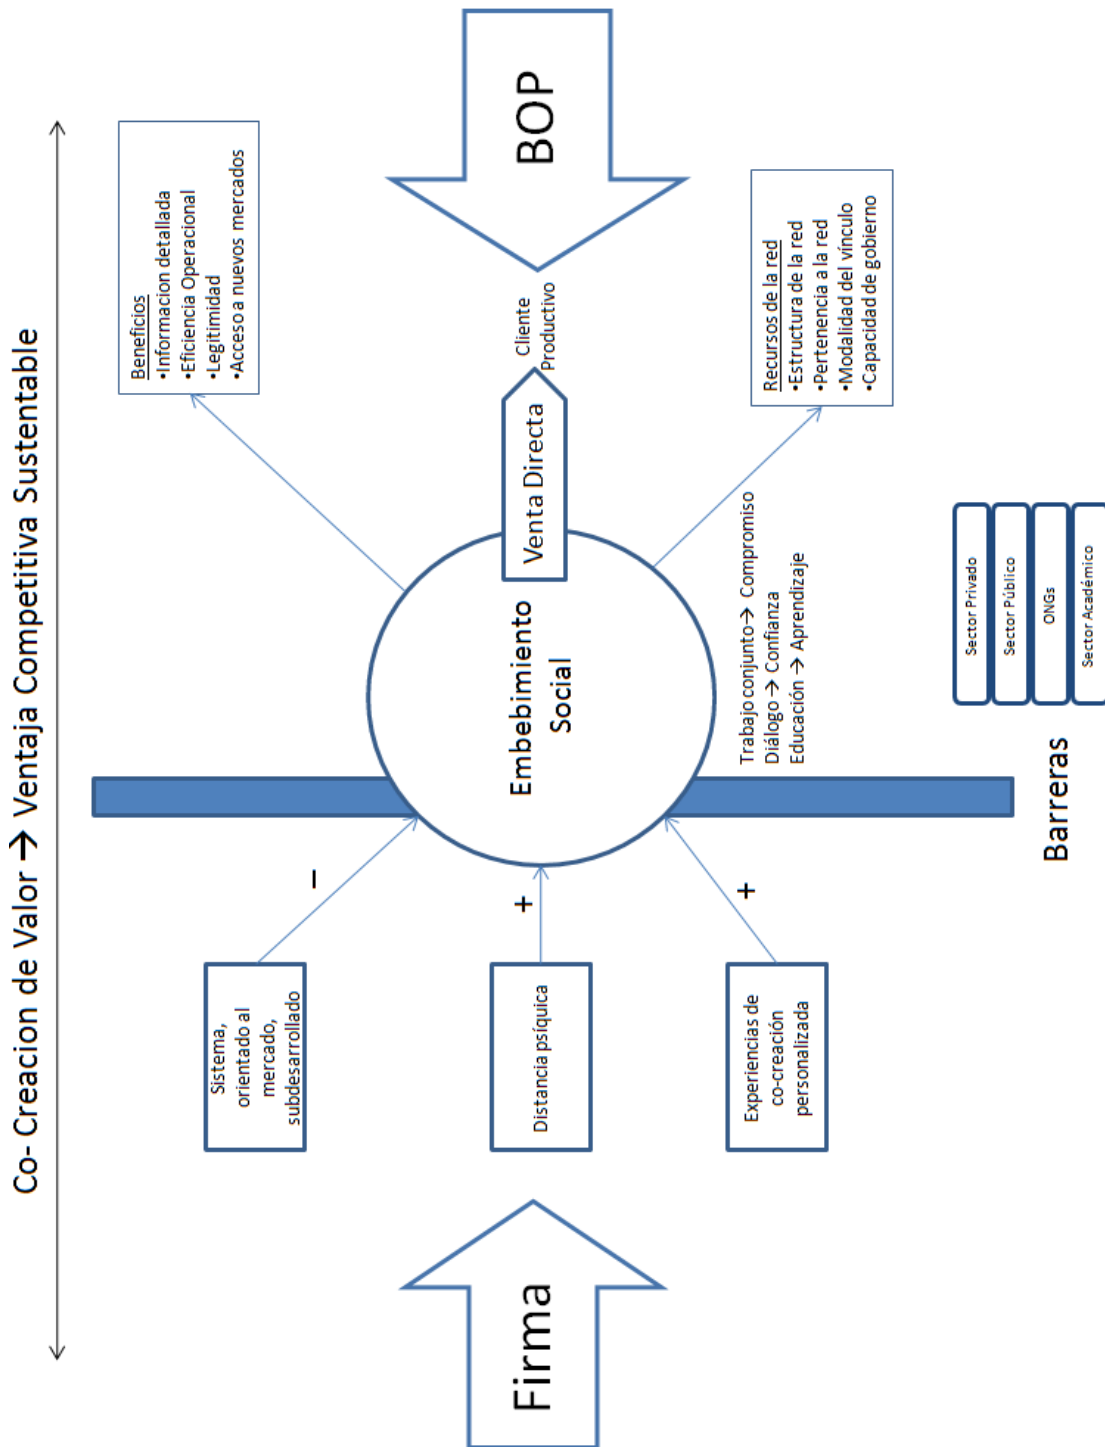 Co- Creacion de Valor → Ventaja Competitiva Sustentable
Firma
Sistema,
orientado al
mercado,
subdesarrollado
–
Distancia psíquica
+
Experiencias de
co-creación
personalizada
+
Embebimiento
Social
Venta Directa
Cliente
Productivo
BOP
Beneficios
•Informacion detallada
•Eficiencia Operacional
•Legitimidad
•Acceso a nuevos mercados
Recursos de la red
•Estructura de la red
•Pertenencia a la red
•Modalidad del vínculo
•Capacidad de gobierno
Trabajo conjunto→ Compromiso
Diálogo → Confianza
Educación → Aprendizaje
Barreras
Sector Privado
Sector Público
ONGs
Sector Académico